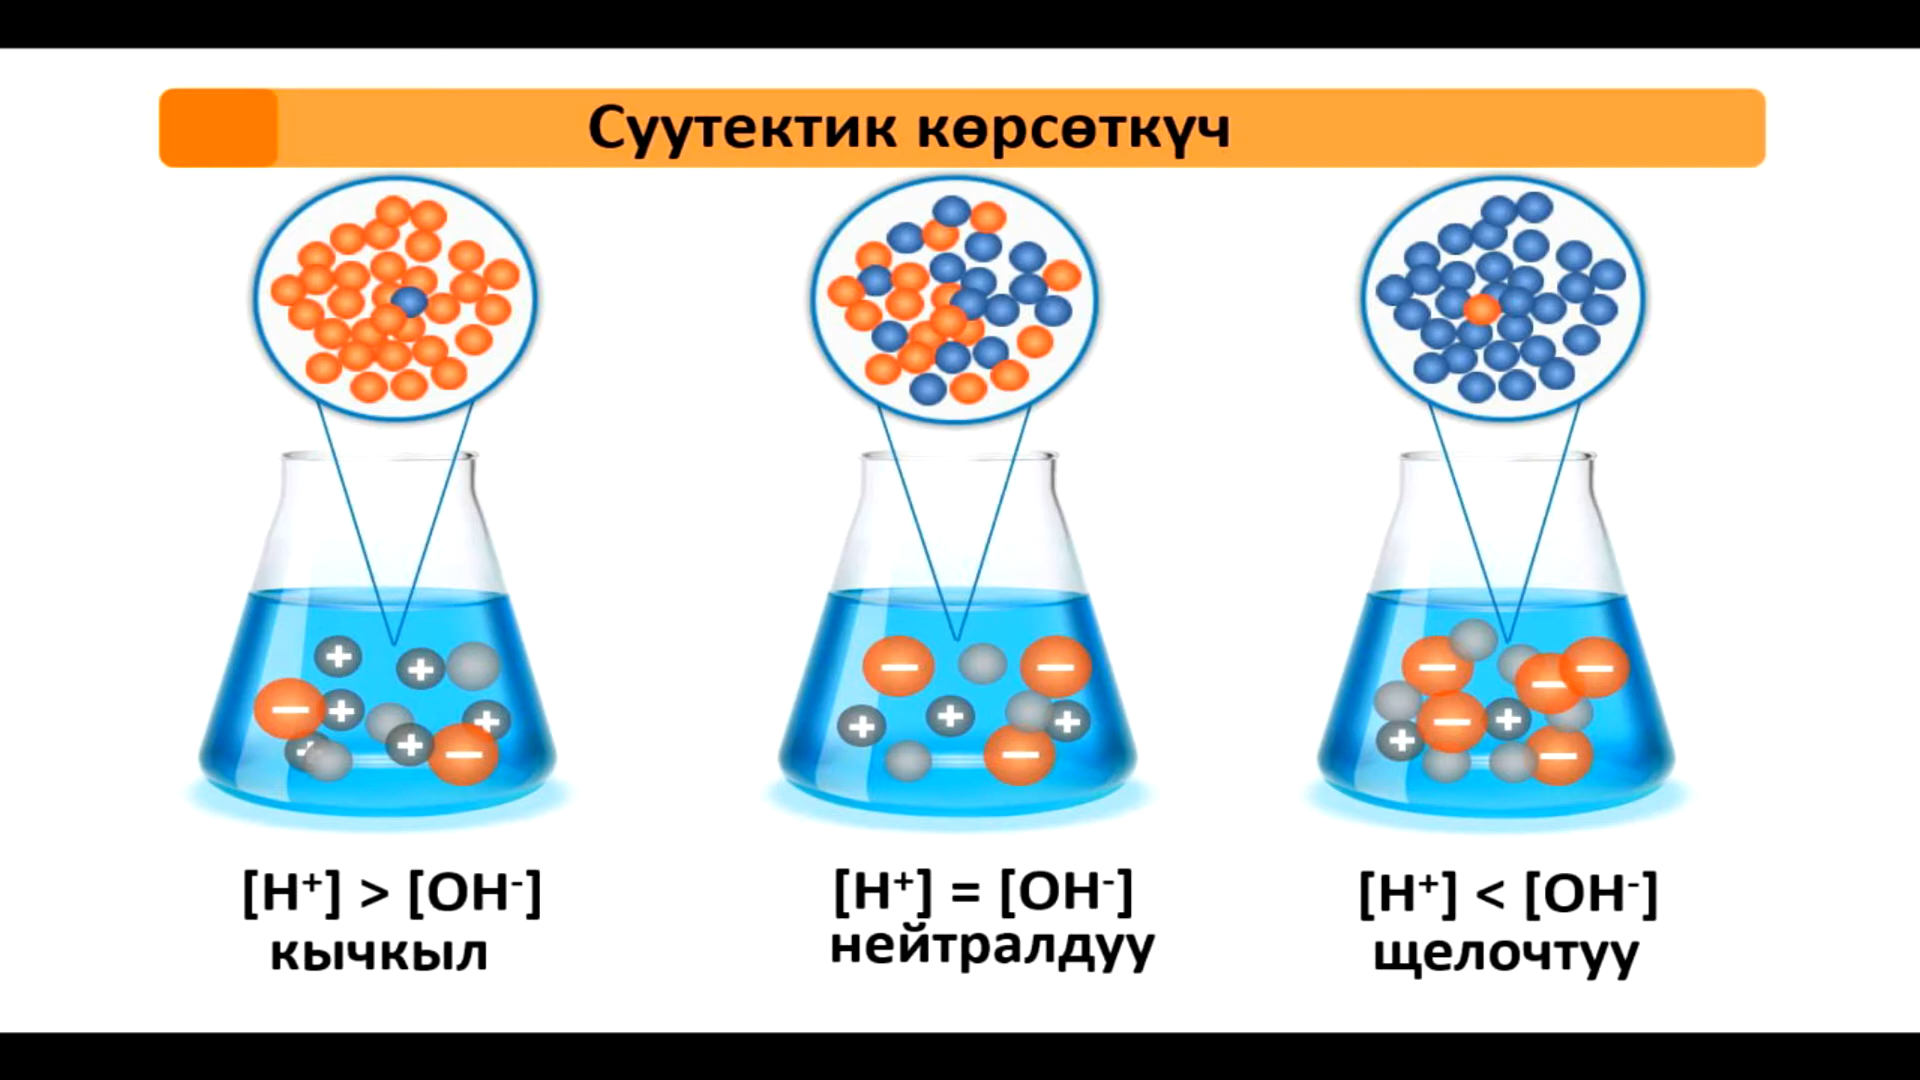 Суутектик көрсөткүч
[H⁺] > [OH⁻]
кычкыл
[H⁺] = [OH⁻]
нейтралдуу
[H⁺] < [OH⁻]
щелочтуу